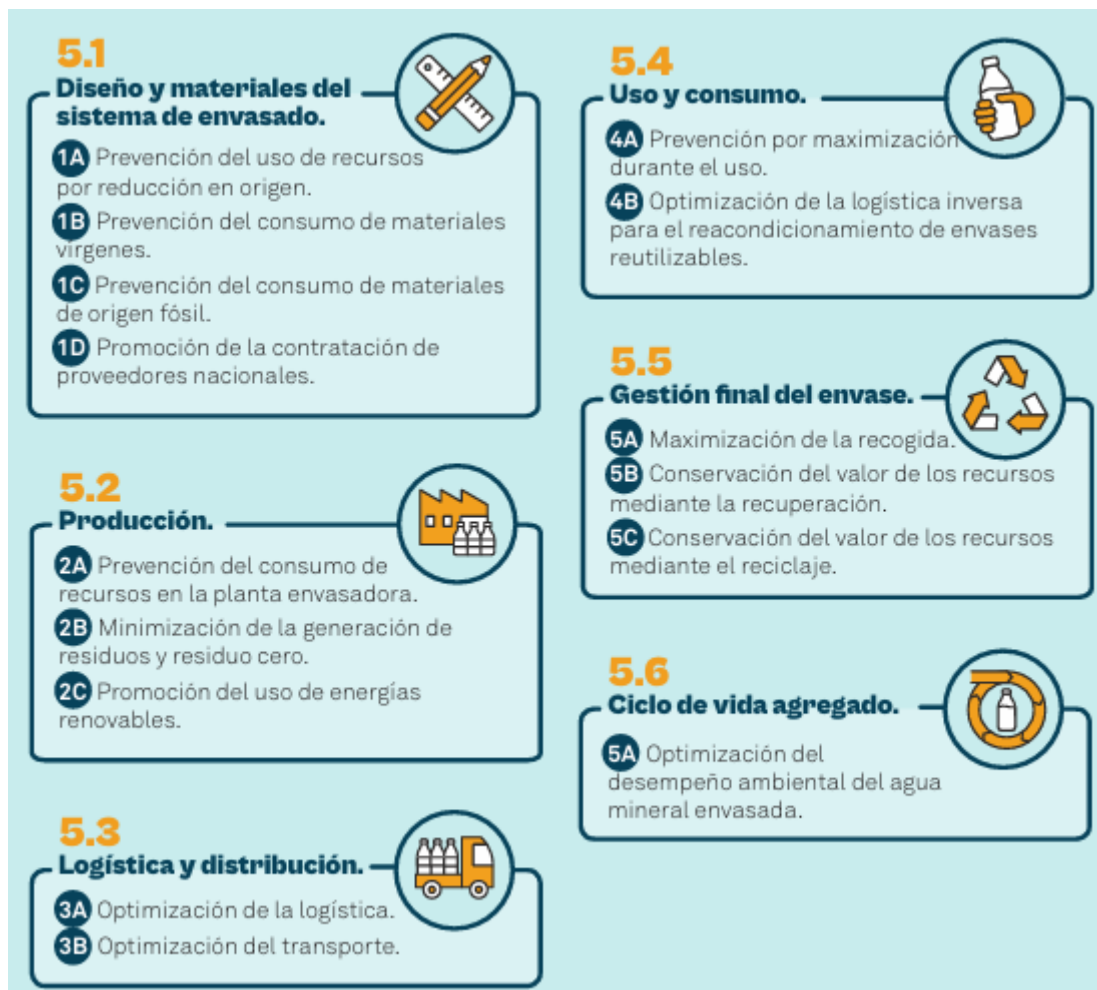 5.1
Diseño y materiales del
sistema de envasado.
1A Prevención del uso de recursos
por reducción en origen.
1B Prevención del consumo de materiales
vírgenes.
1C Prevención del consumo de materiales
de origen fósil.
1D Promoción de la contratación de
proveedores nacionales.
5.2
Producción.
2A Prevención del consumo de
recursos en la planta envasadora.
2B Minimización de la generación de
residuos y residuo cero.
2C Promoción del uso de energías
renovables.
5.3
Logística y distribución.
3A Optimización de la logística.
3B Optimización del transporte.
5.4
Uso y consumo.
4A Prevención por maximización
durante el uso.
4B Optimización de la logística inversa
para el reacondicionamiento de envases
reutilizables.
5.5
Gestión final del envase.
5A Maximización de la recogida.
5B Conservación del valor de los recursos
mediante la recuperación.
5C Conservación del valor de los recursos
mediante el reciclaje.
5.6
Ciclo de vida agregado.
5A Optimización del
desempeño ambiental del agua
mineral envasada.